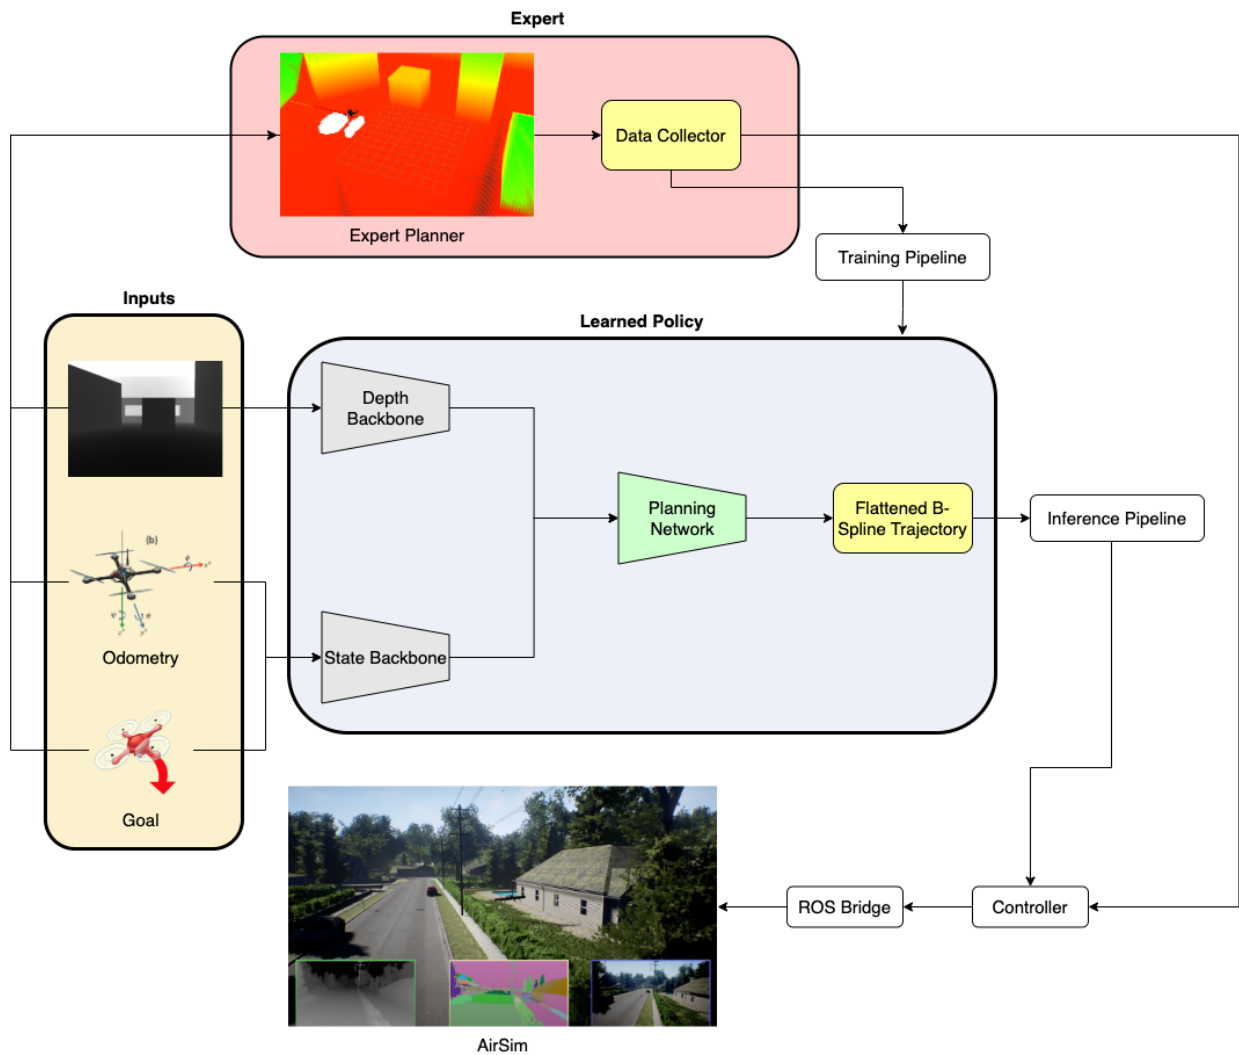 Expert
Data Collector
Expert Planner
Training Pipeline
Inputs
Learned Policy
Depth
Backbone
Planning
Network
Flattened B-
Spline Trajectory
Inference Pipeline
(b)
Odometry
State Backbone
Goal
ROS Bridge
Controller
AirSim